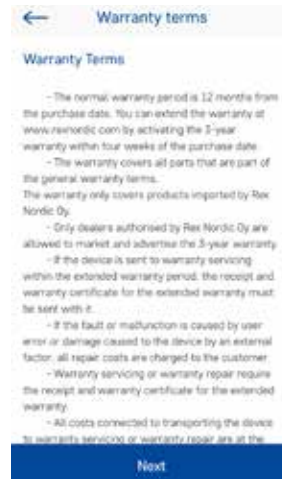 Warranty terms
Warranty Terms
- The normal warranty period is 12 months from
the purchase date. You can extend the warranty at
www.rexnordic.com by activating the 3-year
warranty within four weeks of the purchase date.
- The warranty covers all parts that are part of
the general warranty terms.
The warranty only covers products imported by Rex
Nordic Oy.
- Only dealers authorised by Rex Nordic Oy are
allowed to market and advertise the 3-year warranty.
- If the device is sent to warranty servicing
within the extended warranty period, the receipt and
warranty certificate for the extended warranty must
be sent with it.
- If the fault or malfunction is caused by user
error or damage caused to the device by an external
factor, all repair costs are charged to the customer.
- Warranty servicing or warranty repair require
the receipt and warranty certificate for the extended
warranty.
- All costs connected to transporting the device
to warranty servicing or warranty repair are at the
Next